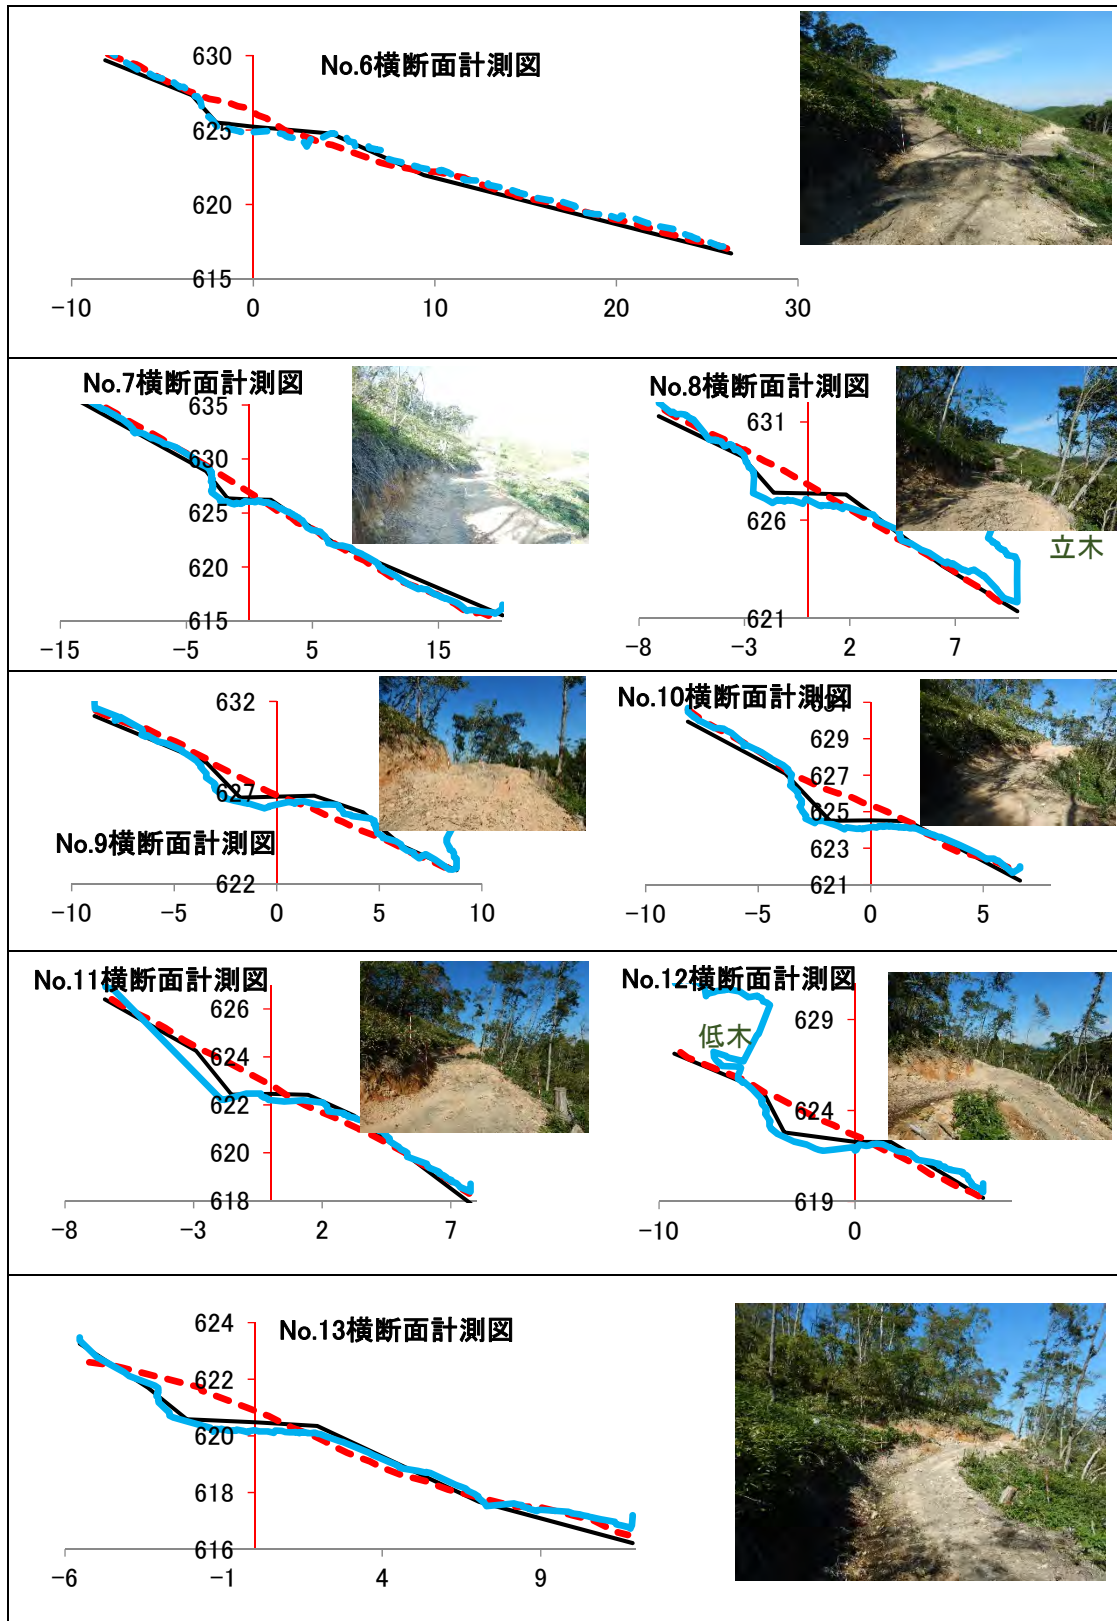 No.6横断面計測図
630
625
620
615
-10 0 10 20 30
No.7横断面計測図
635
630
625
620
615
-15 -5 5 15
No.8横断面計測図
631
626
立木
621
-8 -3 2 7
632
627
No.9横断面計測図
622
-10 -5 0 5 10
No.10横断面計測図
631
629
627
625
623
621
-10 -5 0 5
No.11横断面計測図
626
624
622
620
618
-8 -3 2 7
No.12横断面計測図
629
低木
624
619
-10 0
No.13横断面計測図
624
622
620
618
616
-6 -1 4 9